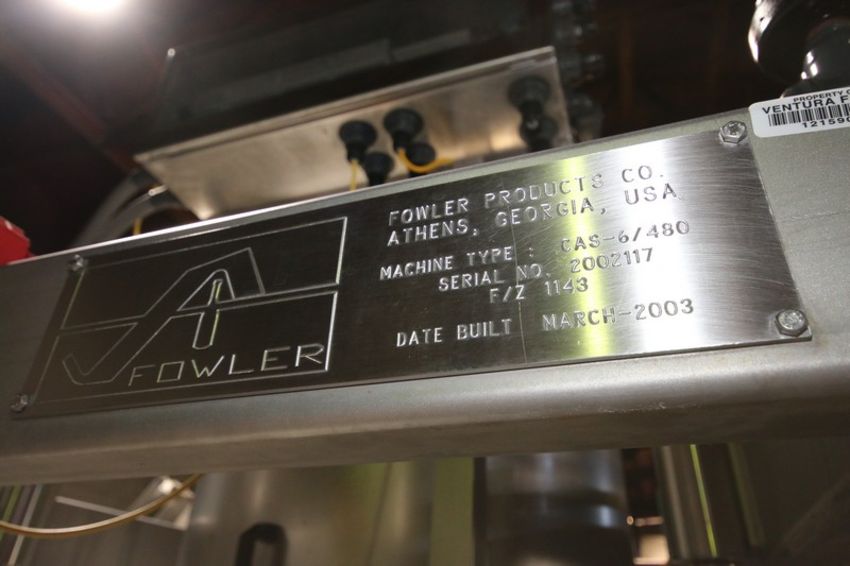 PROPERTY
VENTURA
FOWLER PRODUCTS CO.
ATHENS, GEORGIA, USA
MACHINE TYPE : CAS-6/480
SERIAL NO. 2002117
F/Z 1143
DATE BUILT MARCH-2003
FOWLER